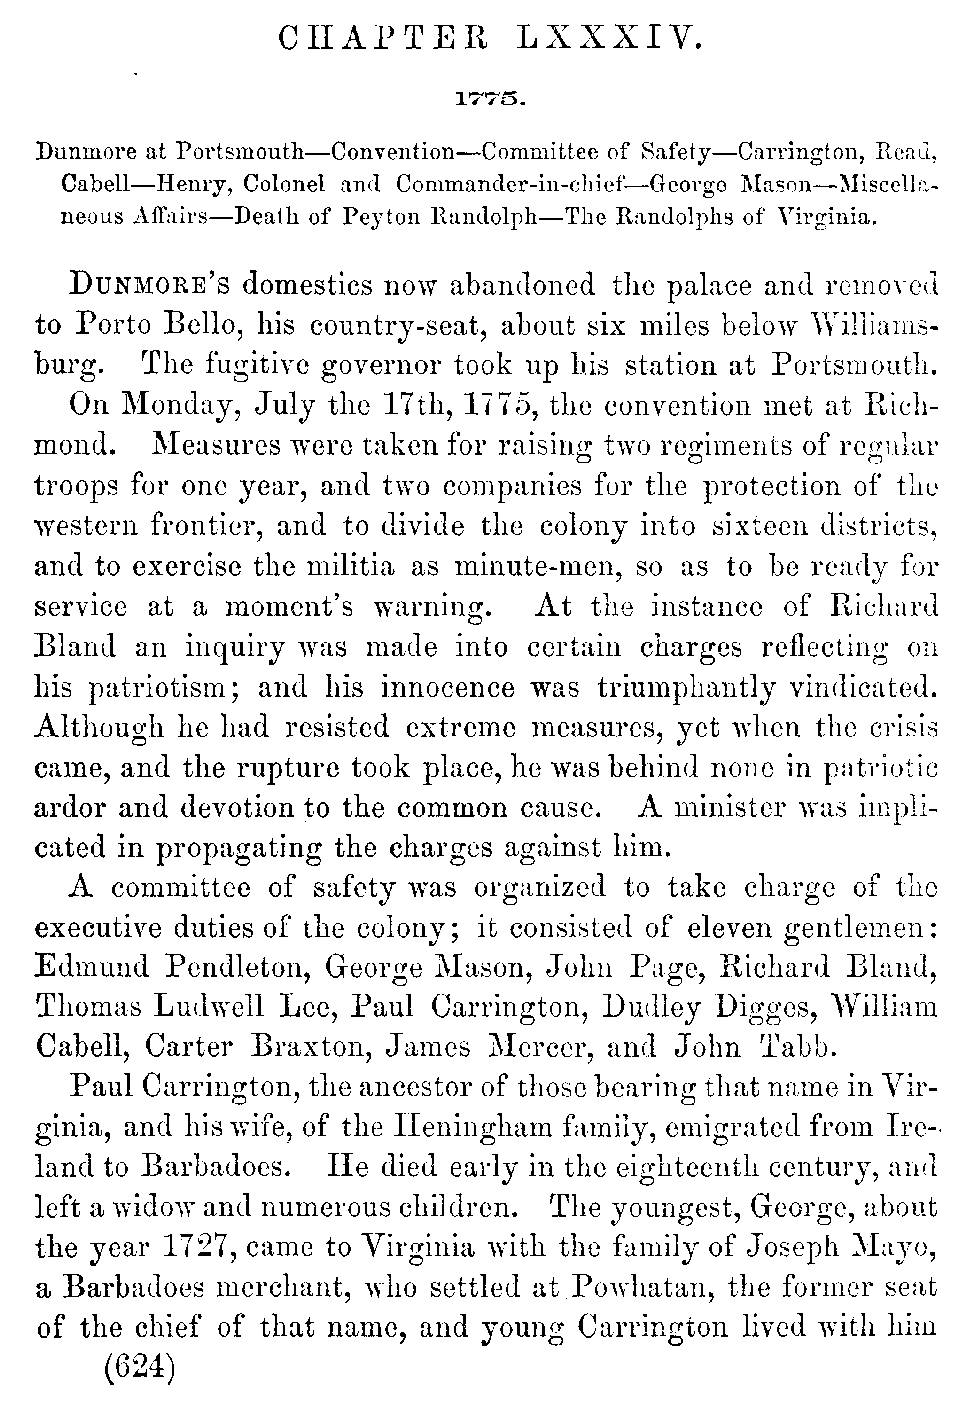 CHAPTER LXXXIV.
1775.
Dunmore at Portsmouth—Convention—Committee of Safety—Carrington, Read,
Cabell—Henry, Colonel and Commander-in-chief—George Mason—Miscella-
neous Affairs—Death of Peyton Randolph—The Randolphs of Virginia.
DUNMORE'S domestics now abandoned the palace and removed
to Porto Bello, his country-seat, about six miles below Williams-
burg. The fugitive governor took up his station at Portsmouth.
On Monday, July the 17th, 1775, the convention met at Rich-
mond. Measures were taken for raising two regiments of regular
troops for one year, and two companies for the protection of the
western frontier, and to divide the colony into sixteen districts,
and to exercise the militia as minute-men, so as to be ready for
service at a moment's warning. At the instance of Richard
Bland an inquiry was made into certain charges reflecting on
his patriotism; and his innocence was triumphantly vindicated.
Although he had resisted extreme measures, yet when the crisis
came, and the rupture took place, he was behind none in patriotic
ardor and devotion to the common cause. A minister was impli-
cated in propagating the charges against him.
A committee of safety was organized to take charge of the
executive duties of the colony; it consisted of eleven gentlemen:
Edmund Pendleton, George Mason, John Page, Richard Bland,
Thomas Ludwell Lee, Paul Carrington, Dudley Digges, William
Cabell, Carter Braxton, James Mercer, and John Tabb.
Paul Carrington, the ancestor of those bearing that name in Vir-
ginia, and his wife, of the Heningham family, emigrated from Ire-
land to Barbadoes. He died early in the eighteenth century, and
left a widow and numerous children. The youngest, George, about
the year 1727, came to Virginia with the family of Joseph Mayo,
a Barbadoes merchant, who settled at Powhatan, the former seat
of the chief of that name, and young Carrington lived with him
(624)